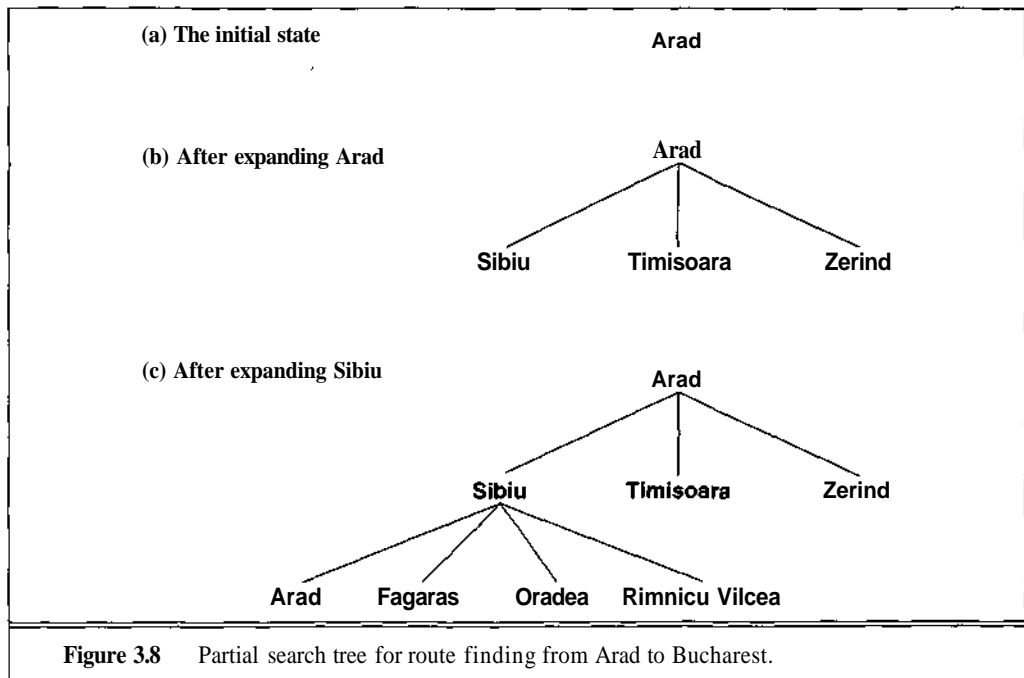 (a) The initial state Arad
(b) After expanding Arad Arad
Sibiu Timisoara Zerind
(c) After expanding Sibiu Arad
Sibiu Timisoara Zerind
Arad Fagaras Oradea Rimnicu Vilcea
Figure 3.8 Partial search tree for route finding from Arad to Bucharest.